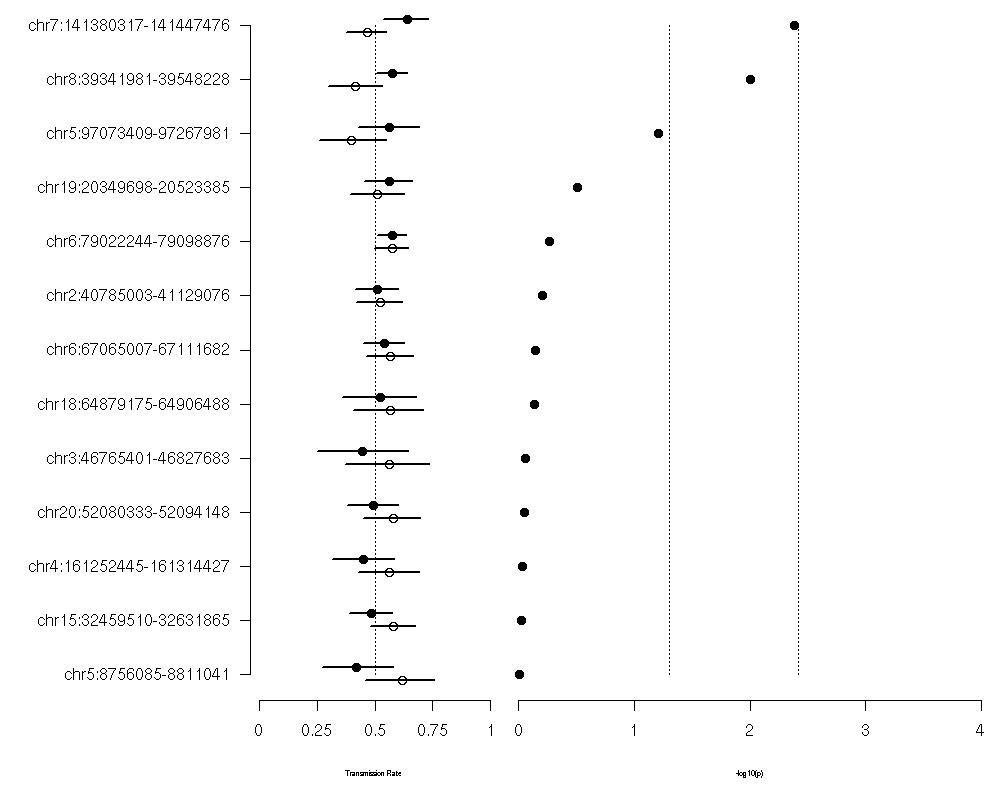 chr7:141380317-141447476
chr8:39341981-39548228
chr5:97073409-97267981
chr19:20349698-20523385
chr6:79022244-79098876
chr2:40785003-41129076
chr6:67065007-67111682
chr18:64879175-64906488
chr3:46765401-46827683
chr20:52080333-52094148
chr4:161252445-161314427
chr15:32459510-32631865
chr5:8756085-8811041
0 0.25 0.5 0.75 1 0 1 2 3 4
Transmission Rate -log10(p)